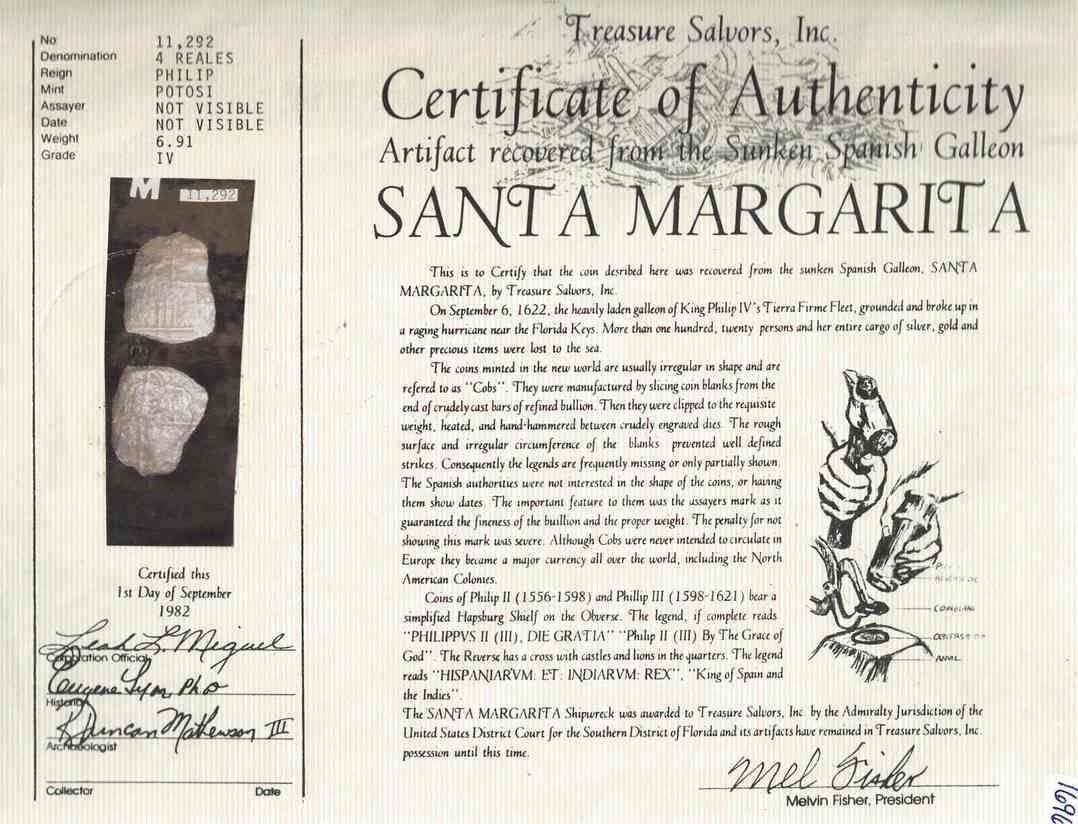 No 11,292
Denomination 4 REALES
Reign PHILIP
Mint POTOSI
Assayer NOT VISIBLE
Date NOT VISIBLE
Weight 6.91
Grade IV
M 11,292
Certified this
1st Day of September
1982
Leah L. Miguel
Corporation Official
Eugene Lyon, PhD
Historian
R Duncan Mathewson III
Archaeologist
Collector Date
Treasure Salvors, Inc.
Certificate of Authenticity
Artifact recovered from the Sunken Spanish Galleon
SANTA MARGARITA
This is to Certify that the coin desribed here was recovered from the sunken Spanish Galleon, SANTA
MARGARITA, by Treasure Salvors, Inc.
On September 6, 1622, the heavily laden galleon of King Philip IV's Tierra Firme Fleet, grounded and broke up in
a raging hurricane near the Florida Keys. More than one hundred, twenty persons and her entire cargo of silver, gold and
other precious items were lost to the sea.
The coins minted in the new world are usually irregular in shape and are
refered to as "Cobs". They were manufactured by slicing coin blanks from the
end of crudely cast bars of refined bullion. Then they were clipped to the requisite
weight, heated, and hand-hammered between crudely engraved dies. The rough
surface and irregular circumference of the blanks prevented well defined
strikes. Consequently the legends are frequently missing or only partially shown.
The Spanish authorities were not interested in the shape of the coins, or having
them show dates. The important feature to them was the assayers mark as it
guaranteed the fineness of the buillion and the proper weight. The penalty for not
showing this mark was severe. Although Cobs were never intended to circulate in
Europe they became a major currency all over the world, including the North
American Colonies.
Coins of Philip II (1556-1598) and Phillip III (1598-1621) bear a
simplified Hapsburg Shielf on the Obverse. The legend, if complete reads
"PHILIPPVS II (III), DIE GRATIA" "Philip II (III) By The Grace of
God". The Reverse has a cross with castles and lions in the quarters. The legend
reads "HISPANIARVM: ET: INDIARVM: REX", "King of Spain and
the Indies".
REVERSE DIE
COIN BLANK
OBVERSE DIE
ANVIL
The SANTA MARGARITA Shipwreck was awarded to Treasure Salvors, Inc. by the Admiralty Jurisdiction of the
United States District Court for the Southern District of Florida and its artifacts have remained in Treasure Salvors, Inc.
possession until this time.
Mel Fisher
Melvin Fisher, President